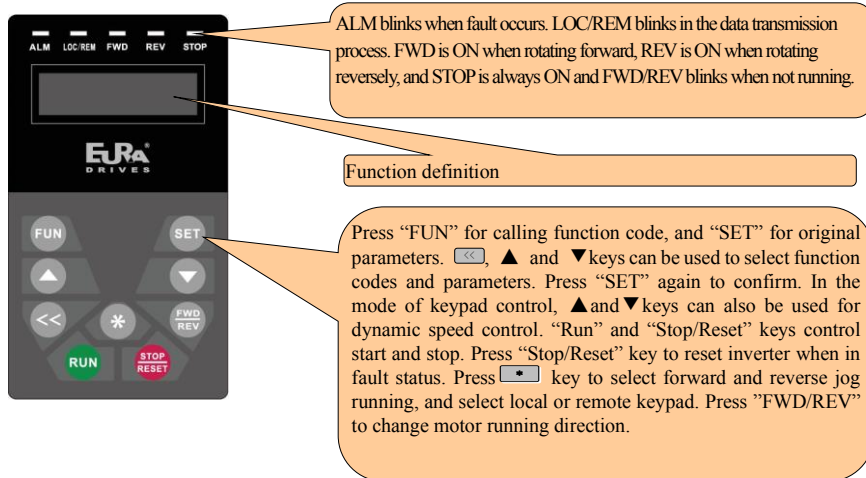 ALM LOC/REM FWD REV STOP
EURA®
DRIVES
FUN
SET
<<
*
FWD
REV
RUN
STOP
RESET
ALM blinks when fault occurs. LOC/REM blinks in the data transmission
process. FWD is ON when rotating forward, REV is ON when rotating
reversely, and STOP is always ON and FWD/REV blinks when not running.
Function definition
Press “FUN” for calling function code, and “SET” for original
parameters. <<, ▲ and ▼keys can be used to select function
codes and parameters. Press “SET” again to confirm. In the
mode of keypad control, ▲and▼keys can also be used for
dynamic speed control. “Run” and “Stop/Reset” keys control
start and stop. Press “Stop/Reset” key to reset inverter when in
fault status. Press * key to select forward and reverse jog
running, and select local or remote keypad. Press ”FWD/REV”
to change motor running direction.